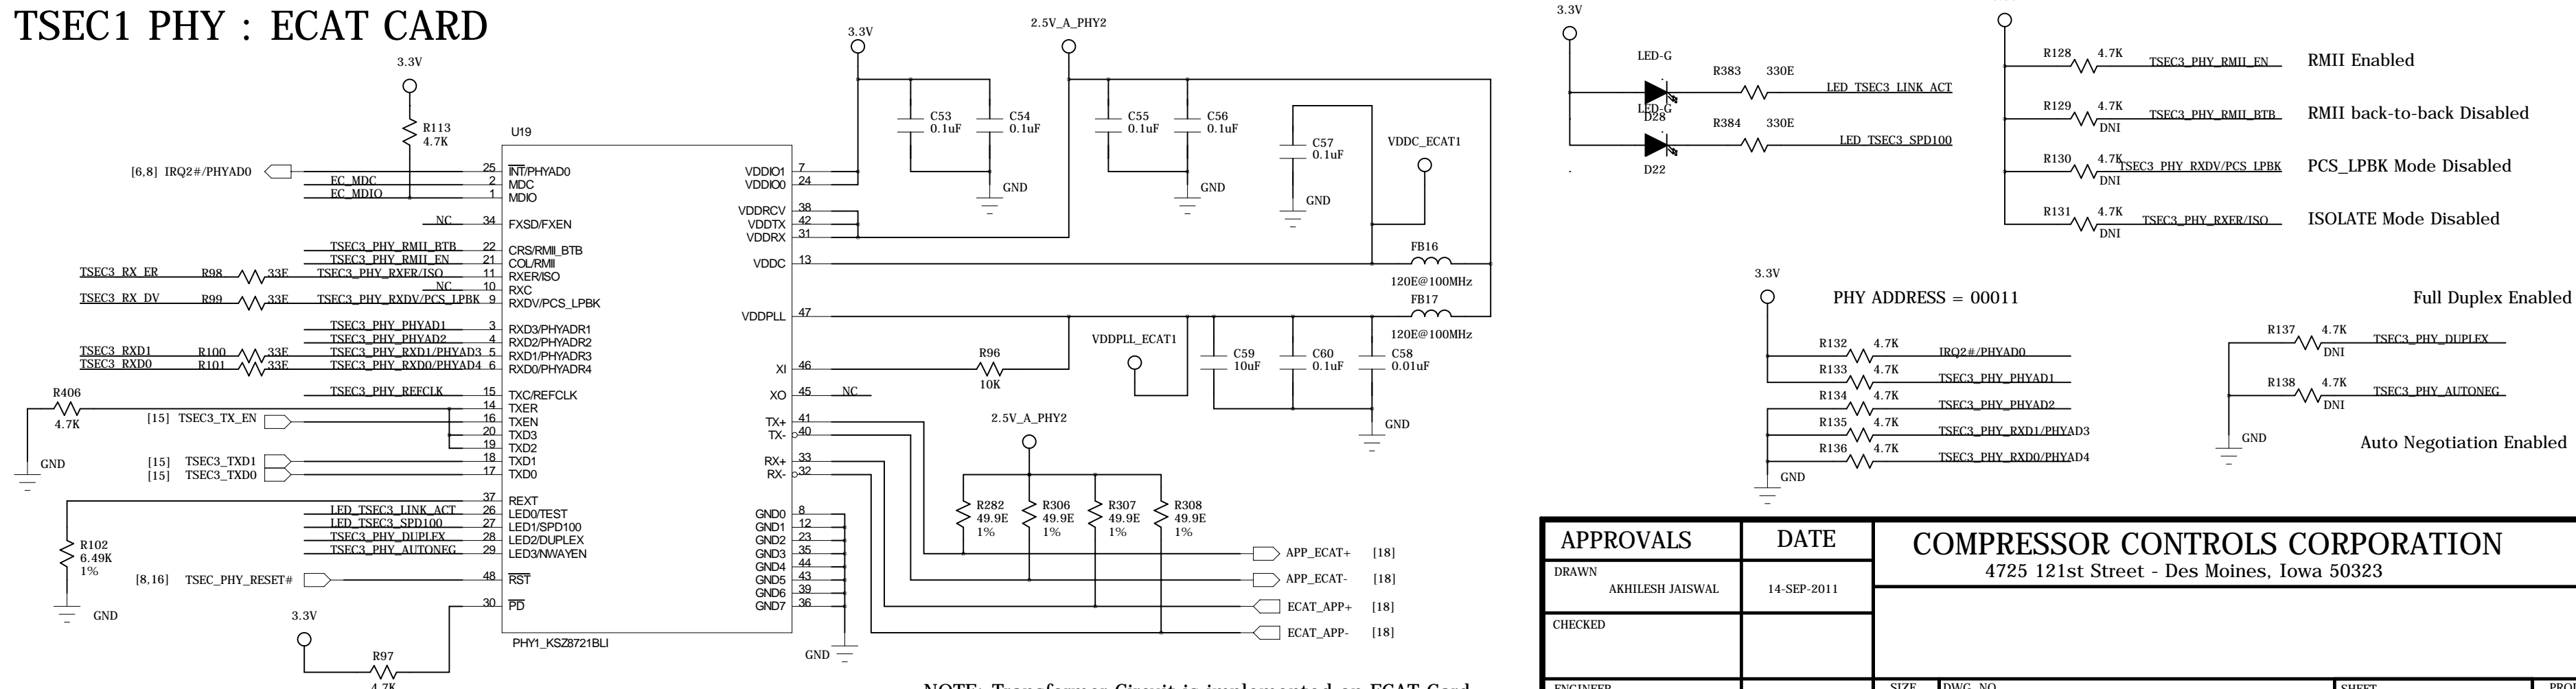 TSEC1 PHY : ECAT CARD
3.3V
R113
4.7K
U19
[6,8] IRQ2#/PHYAD0
EC_MDC
EC_MDIO
NC
TSEC3_PHY_RMII_BTB
TSEC3_PHY_RMII_EN
TSEC3_RX_ER R98 33E TSEC3_PHY_RXER/ISO
NC
TSEC3_RX_DV R99 33E TSEC3_PHY_RXDV/PCS_LPBK
TSEC3_PHY_PHYAD1
TSEC3_PHY_PHYAD2
TSEC3_RXD1 R100 33E TSEC3_PHY_RXD1/PHYAD3
TSEC3_RXD0 R101 33E TSEC3_PHY_RXD0/PHYAD4
TSEC3_PHY_REFCLK
R406
4.7K
GND
[15] TSEC3_TX_EN
[15] TSEC3_TXD1
[15] TSEC3_TXD0
LED_TSEC3_LINK_ACT
LED_TSEC3_SPD100
TSEC3_PHY_DUPLEX
TSEC3_PHY_AUTONEG
R102
6.49K
1%
GND
[8,16] TSEC_PHY_RESET#
3.3V
R97
4.7K
25 INT/PHYAD0
2 MDC
1 MDIO
34 FXSD/FXEN
22 CRS/RMII_BTB
21 COL/RMII
11 RXER/ISO
10 RXC
9 RXDV/PCS_LPBK
3 RXD3/PHYADR1
4 RXD2/PHYADR2
5 RXD1/PHYADR3
6 RXD0/PHYADR4
15 TXC/REFCLK
14 TXER
16 TXEN
20 TXD3
19 TXD2
18 TXD1
17 TXD0
37 REXT
26 LED0/TEST
27 LED1/SPD100
28 LED2/DUPLEX
29 LED3/NWAYEN
48 RST
30 PD
PHY1_KSZ8721BLI
VDDIO1 7
VDDIO0 24
VDDRCV 38
VDDTX 42
VDDRX 31
VDDC 13
VDDPLL 47
XI 46
XO 45 NC
TX+ 41
TX- 40
RX+ 33
RX- 32
GND0 8
GND1 12
GND2 23
GND3 35
GND4 44
GND5 43
GND6 39
GND7 36
GND
3.3V
C53
0.1uF
C54
0.1uF
GND
2.5V_A_PHY2
C55
0.1uF
C56
0.1uF
GND
C57
0.1uF
GND
VDDC_ECAT1
FB16
120E@100MHz
FB17
120E@100MHz
R96
10K
VDDPLL_ECAT1
C59
10uF
C60
0.1uF
C58
0.01uF
GND
2.5V_A_PHY2
R282
49.9E
1%
R306
49.9E
1%
R307
49.9E
1%
R308
49.9E
1%
APP_ECAT+ [18]
APP_ECAT- [18]
ECAT_APP+ [18]
ECAT_APP- [18]
NOTE: Transformer Circuit is implemented on ECAT Card
3.3V
LED-G
R383 330E LED_TSEC3_LINK_ACT
LED-G
D28
R384 330E LED_TSEC3_SPD100
D22
R128 4.7K TSEC3_PHY_RMII_EN RMII Enabled
R129 4.7K DNI TSEC3_PHY_RMII_BTB RMII back-to-back Disabled
R130 4.7K DNI TSEC3_PHY_RXDV/PCS_LPBK PCS_LPBK Mode Disabled
R131 4.7K DNI TSEC3_PHY_RXER/ISO ISOLATE Mode Disabled
3.3V
PHY ADDRESS = 00011
R132 4.7K IRQ2#/PHYAD0
R133 4.7K TSEC3_PHY_PHYAD1
R134 4.7K TSEC3_PHY_PHYAD2
R135 4.7K TSEC3_PHY_RXD1/PHYAD3
R136 4.7K TSEC3_PHY_RXD0/PHYAD4
GND
Full Duplex Enabled
R137 4.7K DNI TSEC3_PHY_DUPLEX
R138 4.7K DNI TSEC3_PHY_AUTONEG
GND
Auto Negotiation Enabled
APPROVALS DATE
DRAWN
AKHILESH JAISWAL 14-SEP-2011
CHECKED
ENGINEER
COMPRESSOR CONTROLS CORPORATION
4725 121st Street - Des Moines, Iowa 50323
SIZE DWG. NO. SHEET